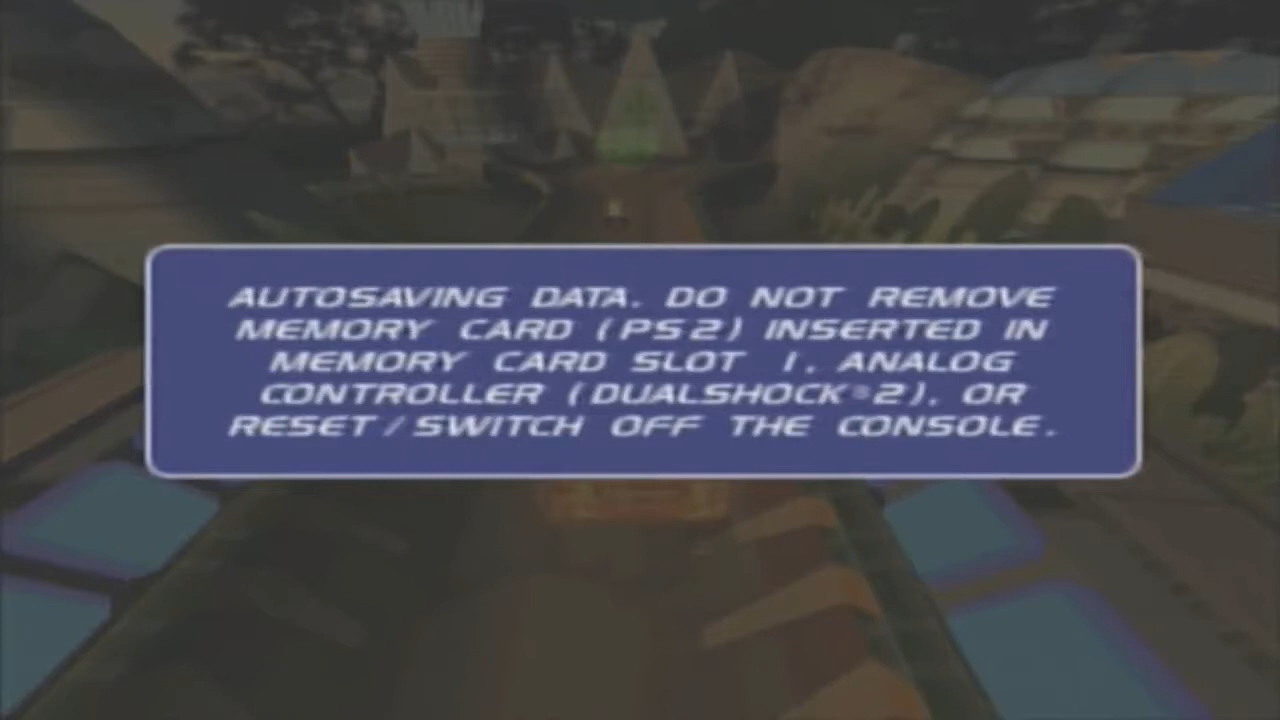 AUTOSAVING DATA. DO NOT REMOVE
MEMORY CARD (PS2) INSERTED IN
MEMORY CARD SLOT 1, ANALOG
CONTROLLER (DUALSHOCK®2), OR
RESET/SWITCH OFF THE CONSOLE.